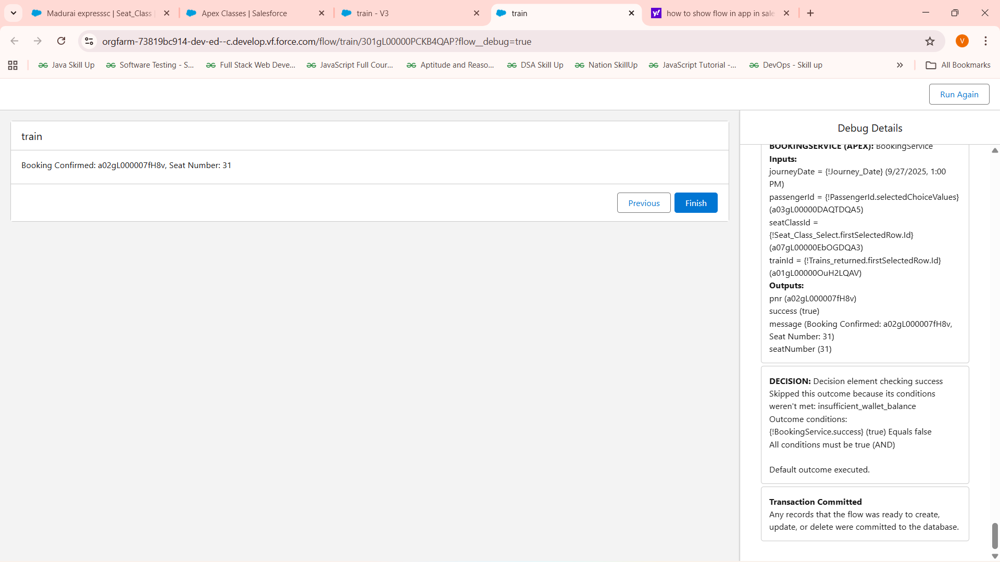 Madurai expresssc | Seat_Class
Apex Classes | Salesforce
train - V3
train
how to show flow in app in sale
orgfarm-73819bc914-dev-ed--c.develop.vf.force.com/flow/train/301gL00000PCKB4QAP?flow__debug=true
V
Java Skill Up
Software Testing - S...
Full Stack Web Deve...
JavaScript Full Cour...
Aptitude and Reaso...
DSA Skill Up
Nation SkillUp
JavaScript Tutorial -...
DevOps - Skill up
All Bookmarks
Run Again
train
Booking Confirmed: a02gL000007fH8v, Seat Number: 31
Previous
Finish
Debug Details
BOOKINGSERVICE (APEX): BookingService
Inputs:
journeyDate = {!Journey_Date} (9/27/2025, 1:00
PM)
passengerId = {!PassengerId.selectedChoiceValues}
(a03gL00000DAQTDQA5)
seatClassId =
{!Seat_Class_Select.firstSelectedRow.Id}
(a07gL00000EbOGDQA3)
trainId = {!Trains_returned.firstSelectedRow.Id}
(a01gL00000OuH2LQAV)
Outputs:
pnr (a02gL000007fH8v)
success (true)
message (Booking Confirmed: a02gL000007fH8v,
Seat Number: 31)
seatNumber (31)
DECISION: Decision element checking success
Skipped this outcome because its conditions
weren't met: insufficient_wallet_balance
Outcome conditions:
{!BookingService.success} (true) Equals false
All conditions must be true (AND)
Default outcome executed.
Transaction Committed
Any records that the flow was ready to create,
update, or delete were committed to the database.